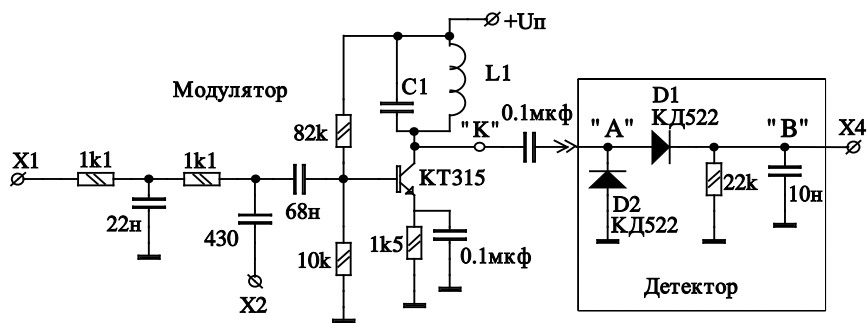 +Uп
Модулятор
C1
L1
82k
"K"
0.1мкф
D1
КД522
"A"
"B"
X4
X1
1k1
1k1
68н
КТ315
22н
430
10k
1k5
0.1мкф
D2
КД522
22k
10н
X2
Детектор